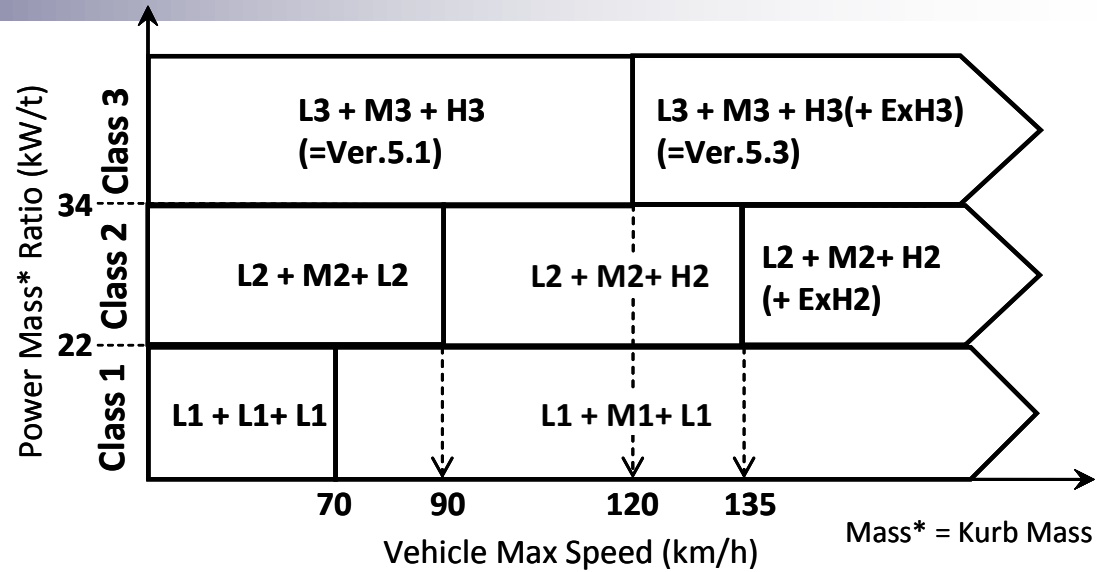 Power Mass* Ratio (kW/t)
Class 3
L3 + M3 + H3
(=Ver.5.1)
L3 + M3 + H3(+ ExH3)
(=Ver.5.3)
34
Class 2
L2 + M2+ L2
L2 + M2+ H2
L2 + M2+ H2
(+ ExH2)
22
Class 1
L1 + L1+ L1
L1 + M1+ L1
70
90
120
135
Mass* = Kurb Mass
Vehicle Max Speed (km/h)